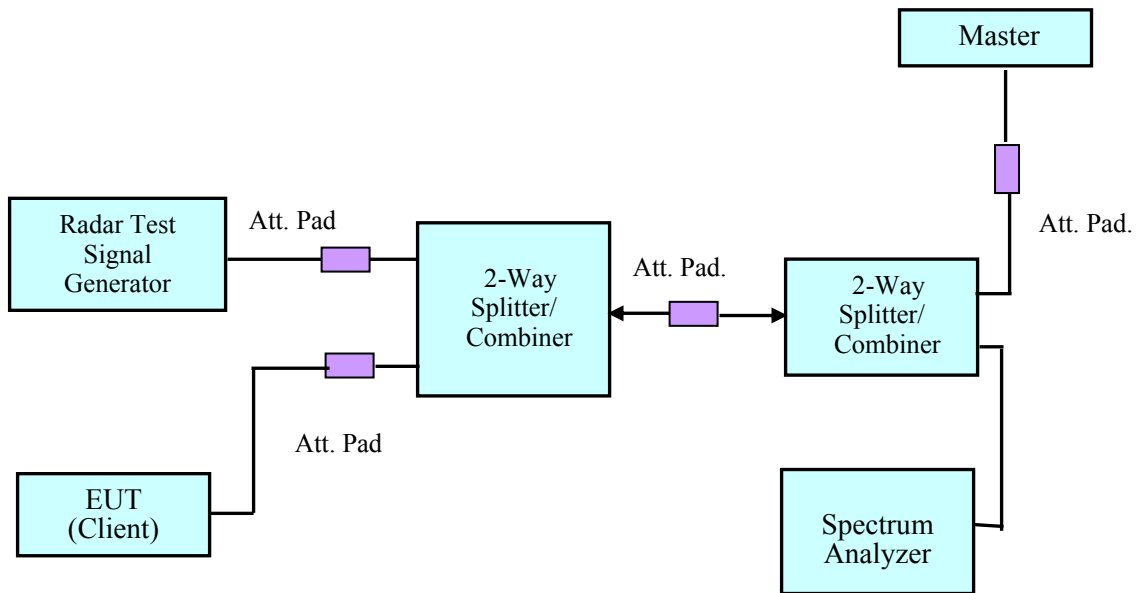 Master
Radar Test
Signal
Generator
Att. Pad
2-Way
Splitter/
Combiner
Att. Pad.
2-Way
Splitter/
Combiner
Att. Pad.
Att. Pad
EUT
(Client)
Spectrum
Analyzer